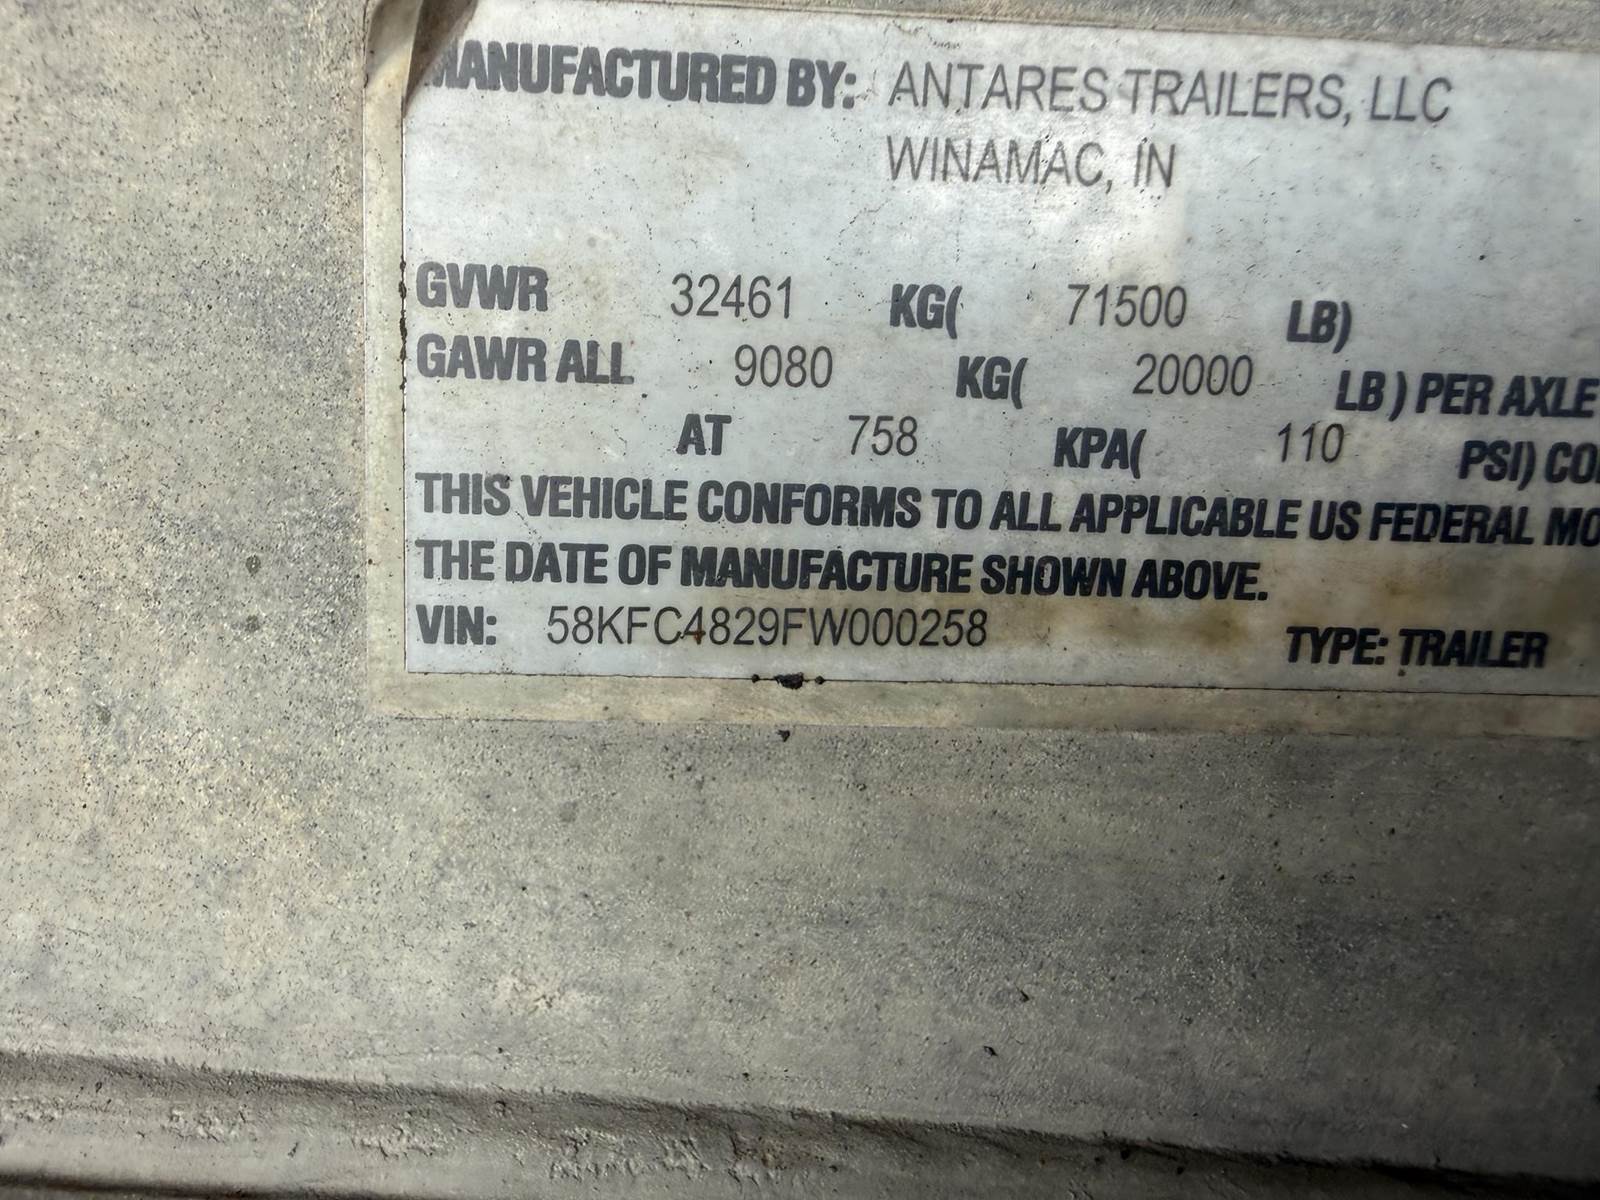 MANUFACTURED BY: ANTARES TRAILERS, LLC
WINAMAC, IN
GVWR 32461 KG( 71500 LB)
GAWR ALL 9080 KG( 20000 LB) PER AXLE
AT 758 KPA( 110 PSI) CO
THIS VEHICLE CONFORMS TO ALL APPLICABLE US FEDERAL MO
THE DATE OF MANUFACTURE SHOWN ABOVE.
VIN: 58KFC4829FW000258 TYPE: TRAILER